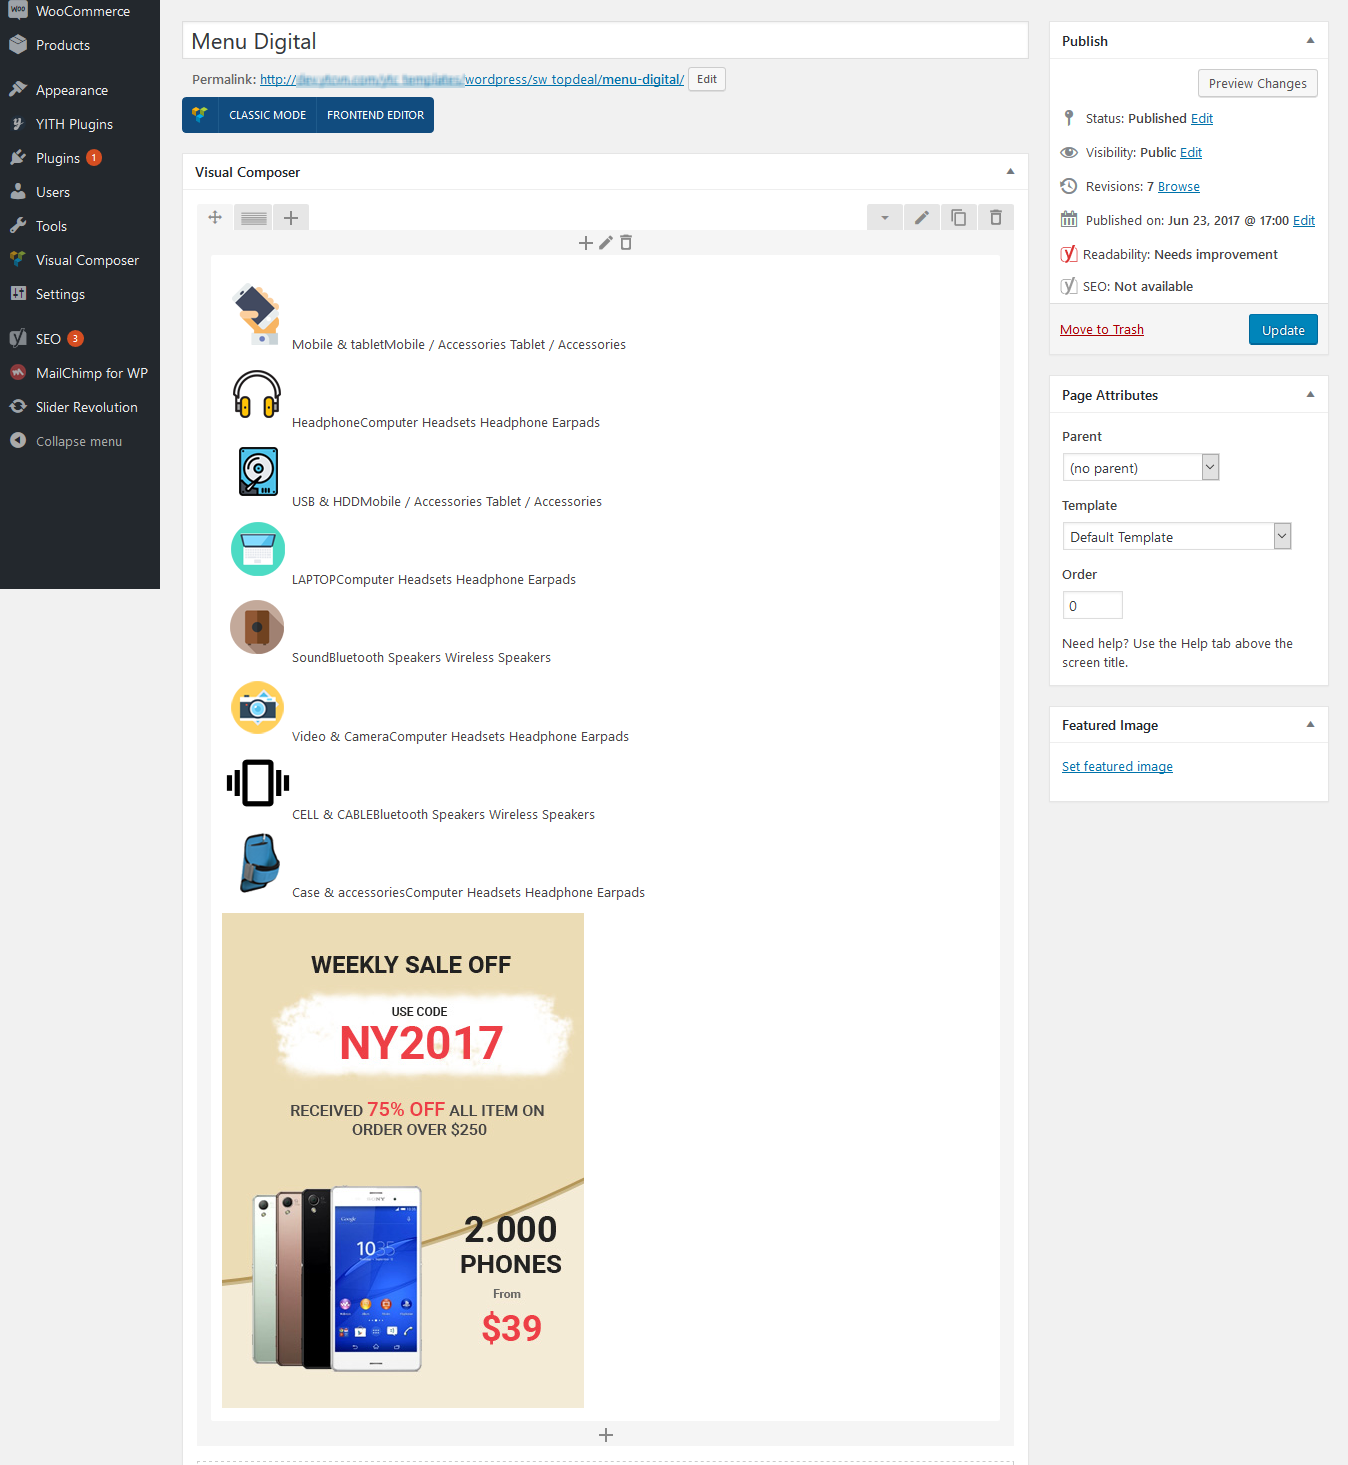 WooCommerce
Products
Appearance
YITH Plugins
Plugins 1
Users
Tools
Visual Composer
Settings
SEO 3
MailChimp for WP
Slider Revolution
Collapse menu
Menu Digital
Permalink: http:// wordpress/sw_topdeal/menu-digital/ Edit
CLASSIC MODE FRONTEND EDITOR
Visual Composer
Mobile & tabletMobile / Accessories Tablet / Accessories
HeadphoneComputer Headsets Headphone Earpads
USB & HDDMobile / Accessories Tablet / Accessories
LAPTOPComputer Headsets Headphone Earpads
SoundBluetooth Speakers Wireless Speakers
Video & CameraComputer Headsets Headphone Earpads
CELL & CABLEBluetooth Speakers Wireless Speakers
Case & accessoriesComputer Headsets Headphone Earpads
WEEKLY SALE OFF
USE CODE
NY2017
RECEIVED 75% OFF ALL ITEM ON
ORDER OVER $250
SONY
Google
10:35
2.000
PHONES
From
$39
Publish
Preview Changes
Status: Published Edit
Visibility: Public Edit
Revisions: 7 Browse
Published on: Jun 23, 2017 @ 17:00 Edit
Readability: Needs improvement
SEO: Not available
Move to Trash
Update
Page Attributes
Parent
(no parent)
Template
Default Template
Order
0
Need help? Use the Help tab above the
screen title.
Featured Image
Set featured image